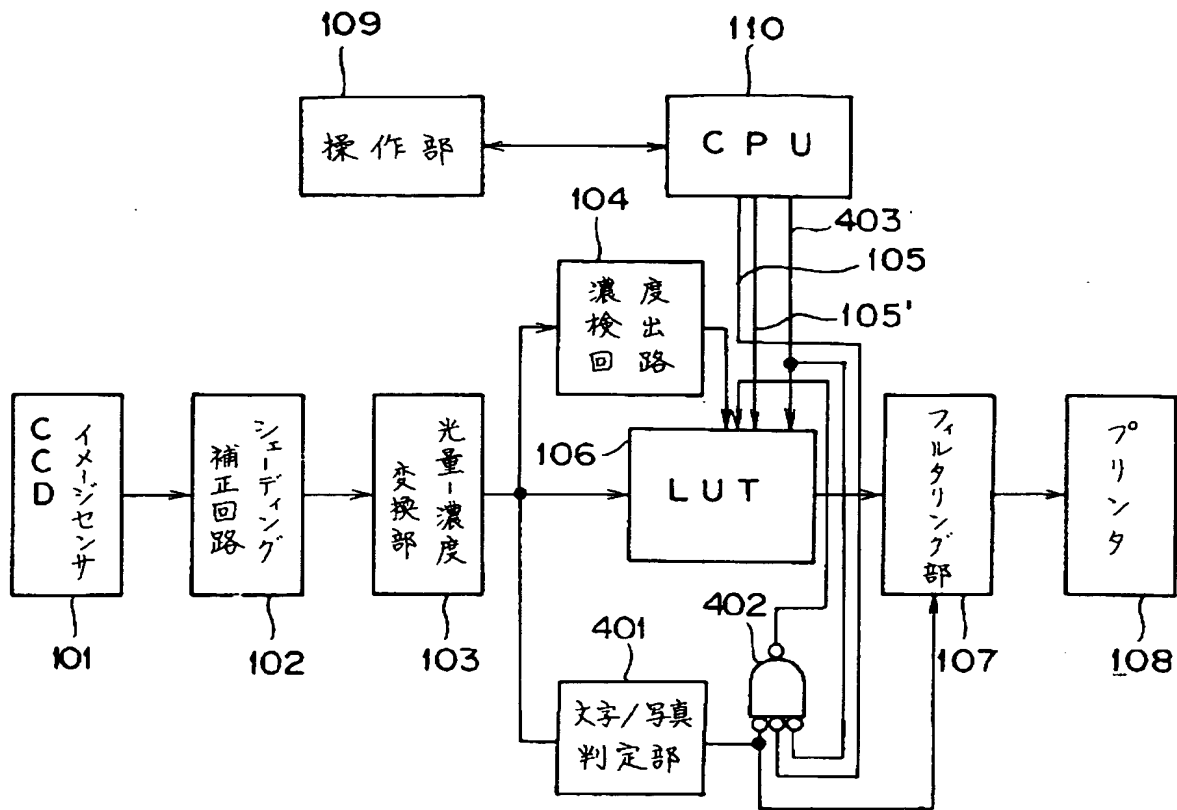 109
110
操作部
CPU
104
403
105
105'
濃度
検出
回路
CCD
イメージセンサ
シェーディング
補正回路
光量-濃度
変換部
106
LUT
フィルタリング部
プリンタ
101
102
103
401
402
107
108
文字/写真
判定部